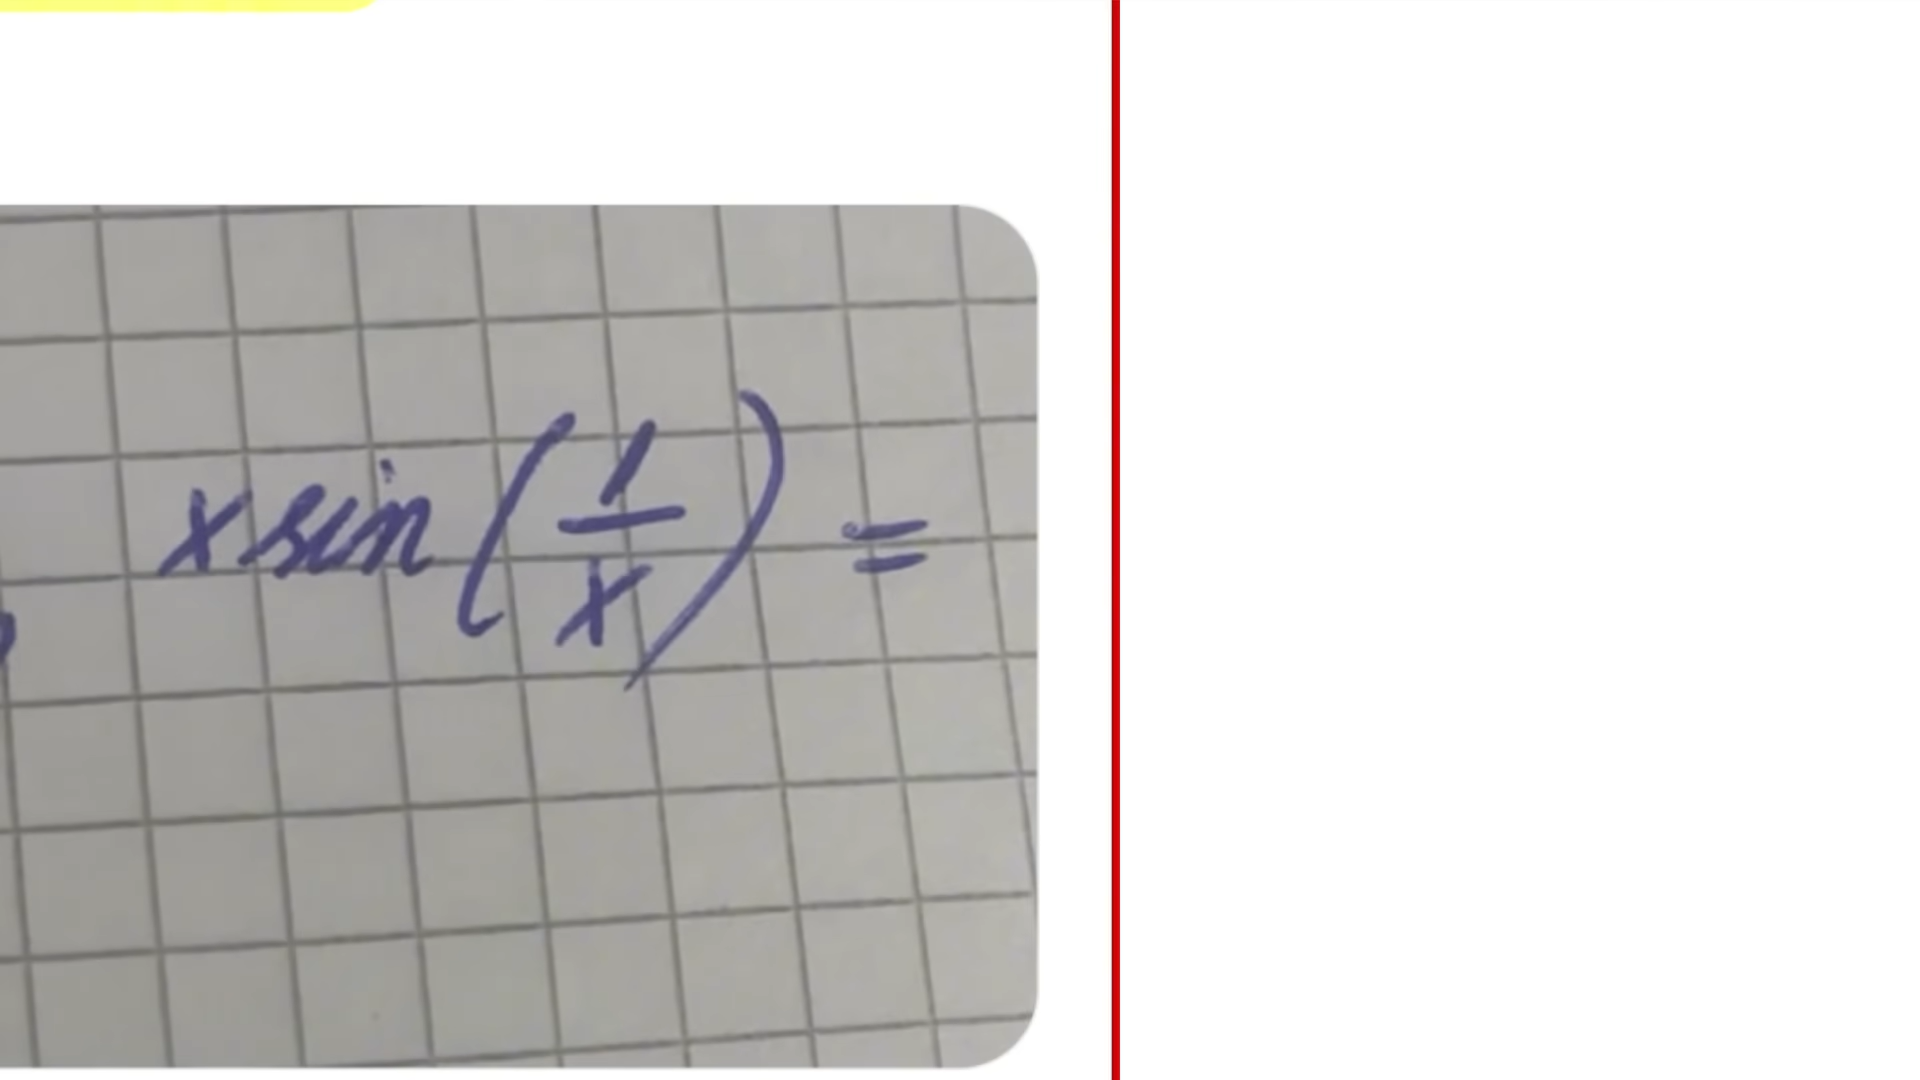 x sin(1/x) =